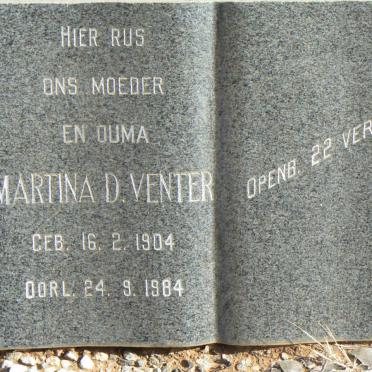 HIER RUS
ONS MOEDER
EN OUMA
MARTINA D. VENTER
GEB. 16. 2. 1904
OORL. 24. 9. 1984
OPENB. 22 VER